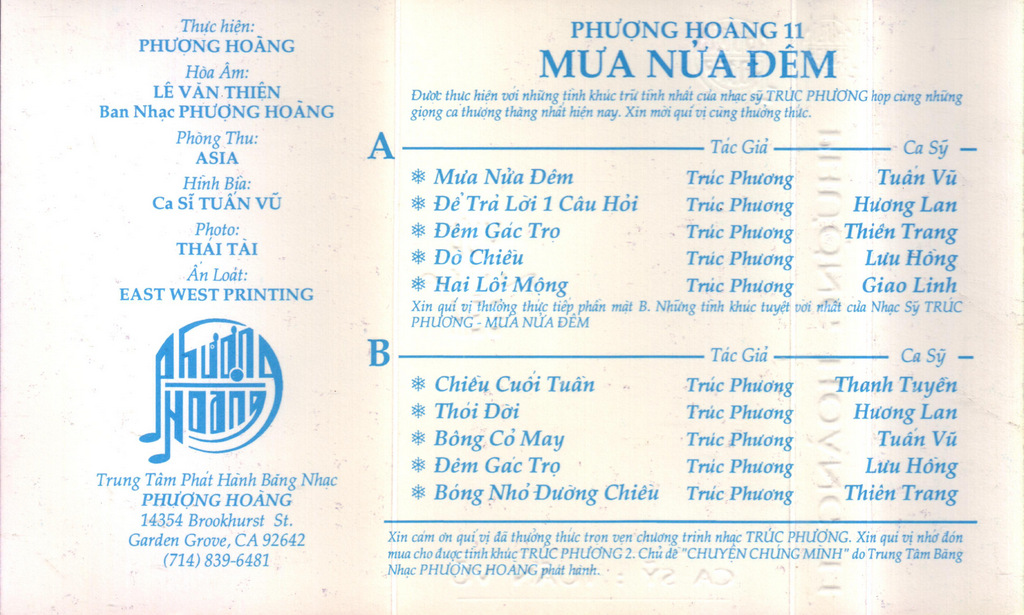 Thực hiện:
PHƯỢNG HOÀNG
Hòa Âm:
LÊ VĂN THIỆN
Ban Nhạc PHƯỢNG HOÀNG
Phòng Thu:
ASIA
Hình Bìa:
Ca Sĩ TUẤN VŨ
Photo:
THÁI TÀI
Ấn Loát:
EAST WEST PRINTING
Phượng
Hoàng
Trung Tâm Phát Hành Băng Nhạc
PHƯỢNG HOÀNG
14354 Brookhurst St.
Garden Grove, CA 92642
(714) 839-6481
PHƯỢNG HOÀNG 11
MƯA NỬA ĐÊM
Được thực hiện với những tình khúc trữ tình nhất của nhạc sỹ TRÚC PHƯƠNG hợp cùng những
giọng ca thượng thặng nhất hiện nay. Xin mời quí vị cùng thưởng thức.
A Tác Giả Ca Sỹ
Mưa Nửa Đêm Trúc Phương Tuấn Vũ
Để Trả Lời 1 Câu Hỏi Trúc Phương Hương Lan
Đêm Gác Trọ Trúc Phương Thiên Trang
Đò Chiều Trúc Phương Lưu Hồng
Hai Lối Mộng Trúc Phương Giao Linh
Xin quí vị thưởng thức tiếp phần mặt B. Những tình khúc tuyệt vời nhất của Nhạc Sỹ TRÚC
PHƯƠNG - MƯA NỬA ĐÊM
B Tác Giả Ca Sỹ
Chiều Cuối Tuần Trúc Phương Thanh Tuyền
Thói Đời Trúc Phương Hương Lan
Bông Cỏ May Trúc Phương Tuấn Vũ
Đêm Gác Trọ Trúc Phương Lưu Hồng
Bóng Nhỏ Đường Chiều Trúc Phương Thiên Trang
Xin cám ơn quí vị đã thưởng thức trọn vẹn chương trình nhạc TRÚC PHƯƠNG. Xin quí vị nhớ đón
mua cho được tình khúc TRÚC PHƯƠNG 2. Chủ đề "CHUYỆN CHÚNG MÌNH" do Trung Tâm Băng
Nhạc PHƯỢNG HOÀNG phát hành.